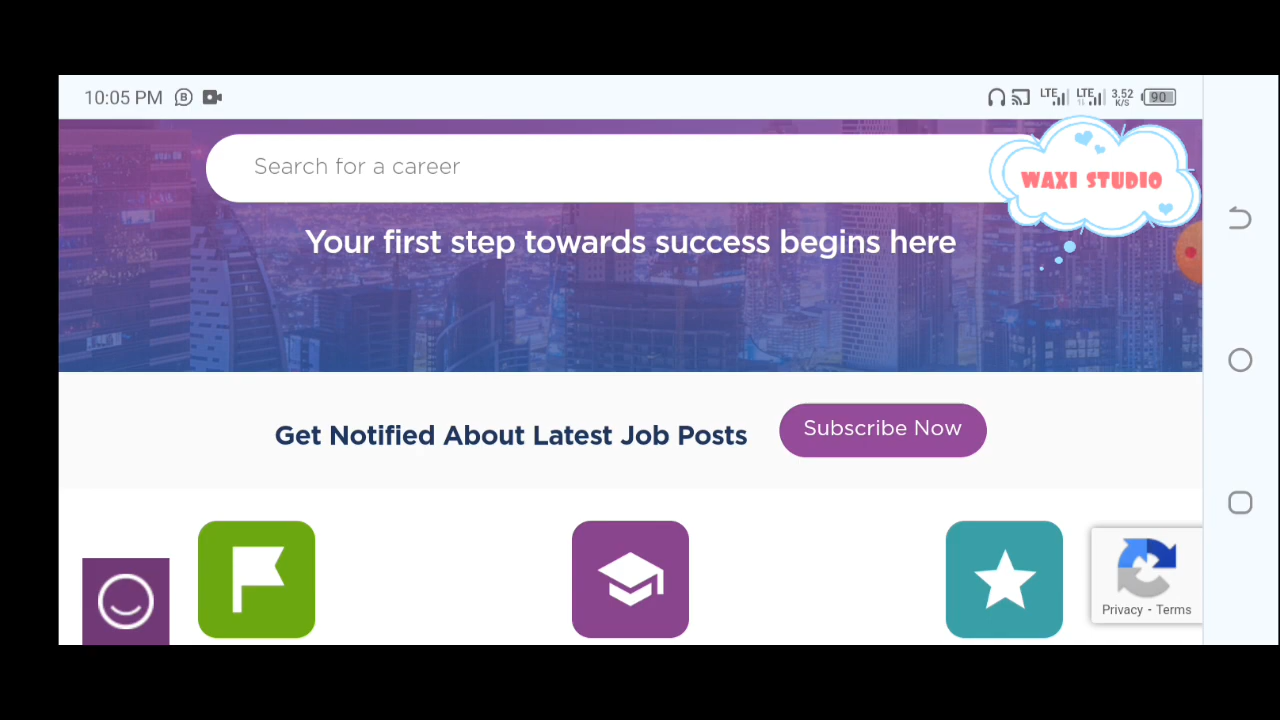 10:05 PM
LTE LTE 3.52 K/S 90
Search for a career
WAXI STUDIO
Your first step towards success begins here
Get Notified About Latest Job Posts
Subscribe Now
Privacy - Terms